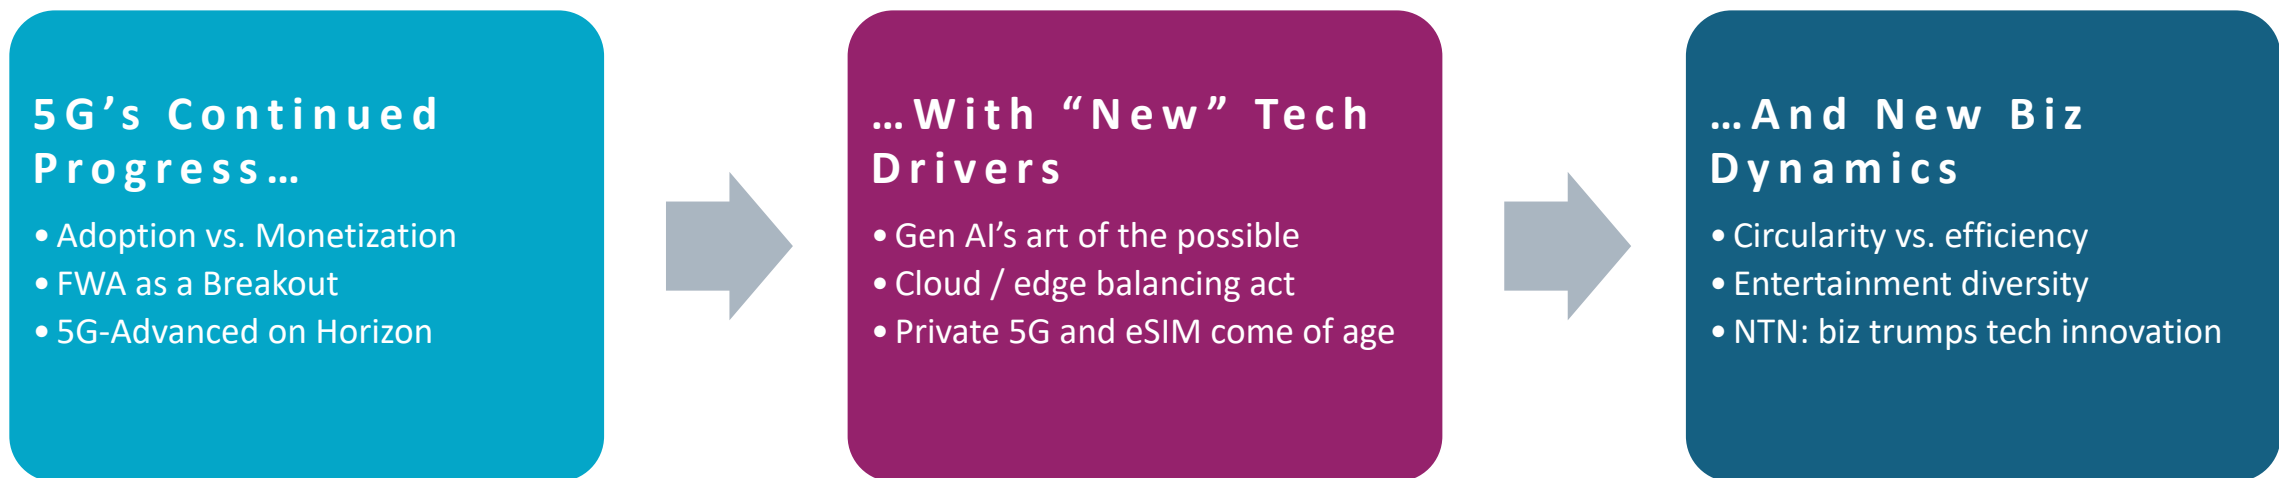 5G’s Continued
Progress…
• Adoption vs. Monetization
• FWA as a Breakout
• 5G-Advanced on Horizon
…With “New” Tech
Drivers
• Gen AI’s art of the possible
• Cloud / edge balancing act
• Private 5G and eSIM come of age
…And New Biz
Dynamics
• Circularity vs. efficiency
• Entertainment diversity
• NTN: biz trumps tech innovation